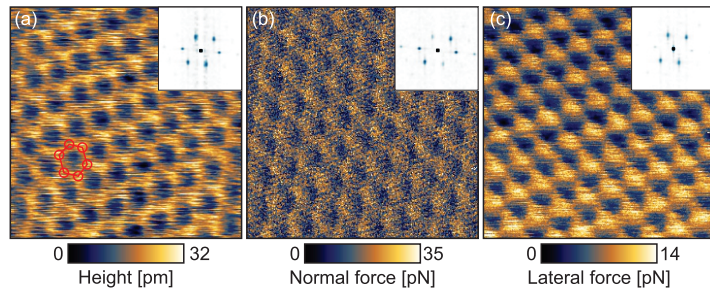 (a) (b) (c)
0 32 0 35 0 14
Height [pm] Normal force [pN] Lateral force [pN]